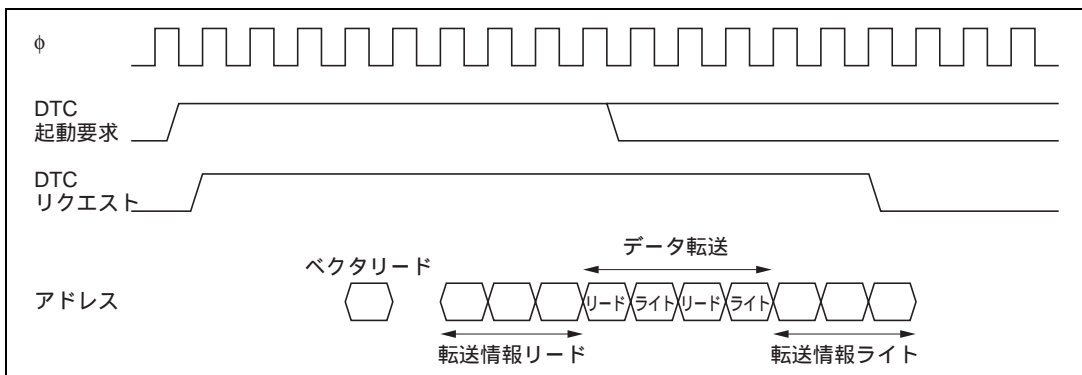 φ
DTC
起動要求
DTC
リクエスト
データ転送
ベクタリード
アドレス
リード ライト リード ライト
転送情報リード 転送情報ライト